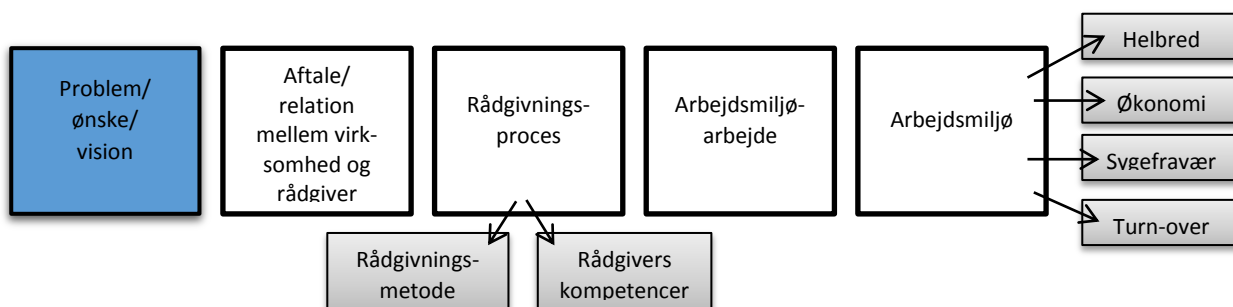 Problem/
ønske/
vision
Aftale/
relation
mellem virk-
somhed og
rådgiver
Rådgivnings-
proces
Arbejdsmiljø-
arbejde
Arbejdsmiljø
Helbred
Økonomi
Sygefravær
Turn-over
Rådgivnings-
metode
Rådgivers
kompetencer